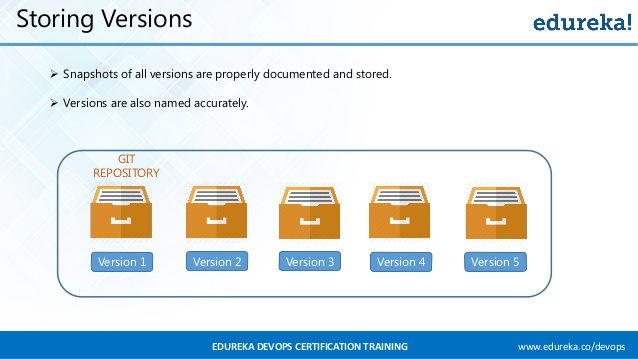 Storing Versions
edureka!
➢ Snapshots of all versions are properly documented and stored.
➢ Versions are also named accurately.
GIT
REPOSITORY
Version 1
Version 2
Version 3
Version 4
Version 5
EDUREKA DEVOPS CERTIFICATION TRAINING
www.edureka.co/devops